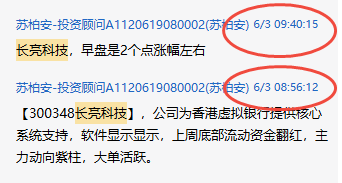 苏柏安-投资顾问A1120619080002(苏柏安) 6/3 09:40:15
长亮科技，早盘是2个点涨幅左右
苏柏安-投资顾问A1120619080002(苏柏安) 6/3 08:56:12
【300348长亮科技】，公司为香港虚拟银行提供核心
系统支持，软件显示显示，上周底部流动资金翻红，主
力动向紫柱，大单活跃。